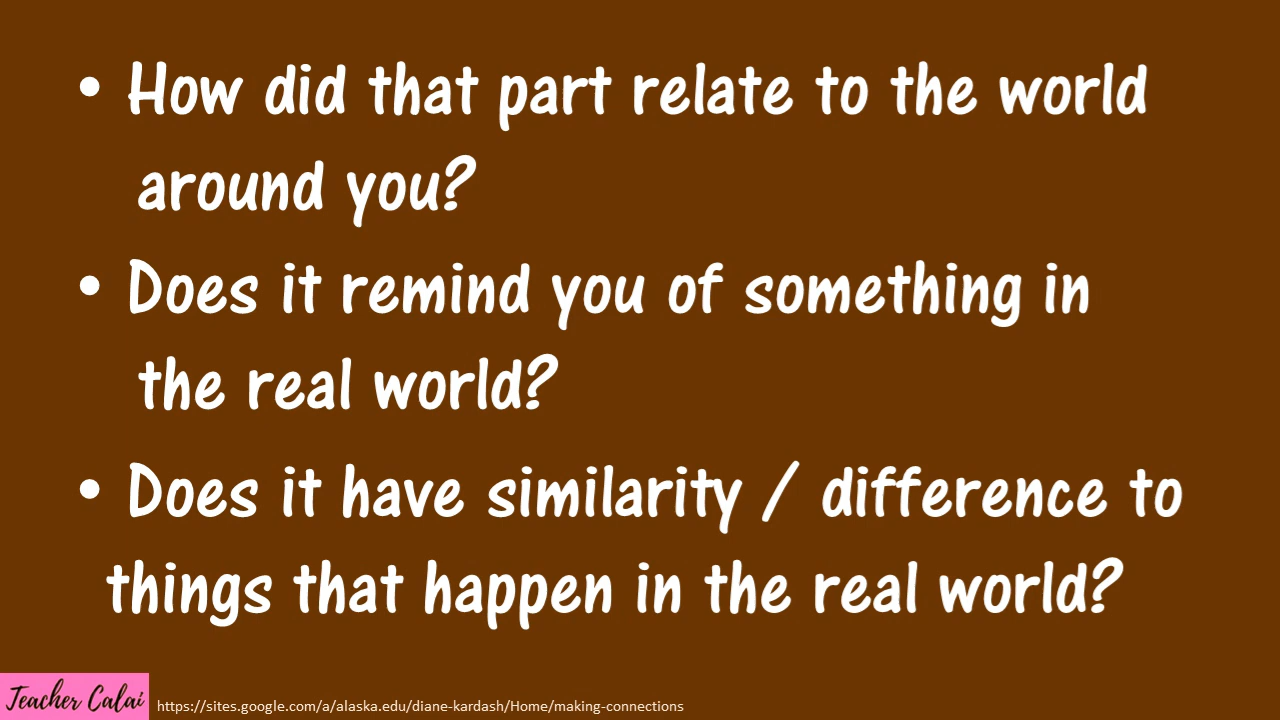 • How did that part relate to the world
around you?
• Does it remind you of something in
the real world?
• Does it have similarity / difference to
things that happen in the real world?
Teacher Calai
https://sites.google.com/a/alaska.edu/diane-kardash/Home/making-connections